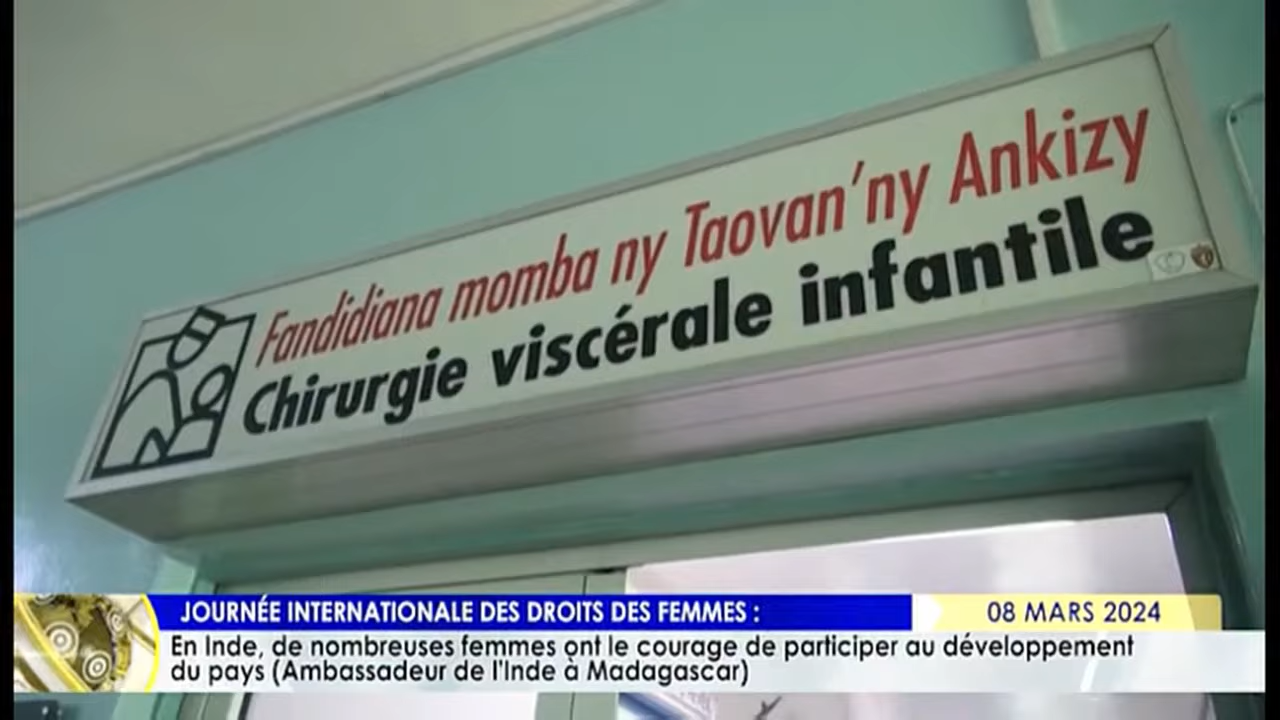 Fandidiana momba ny Taovan'ny Ankizy
Chirurgie viscérale infantile
JOURNÉE INTERNATIONALE DES DROITS DES FEMMES :
08 MARS 2024
En Inde, de nombreuses femmes ont le courage de participer au développement
du pays (Ambassadeur de l'Inde à Madagascar)